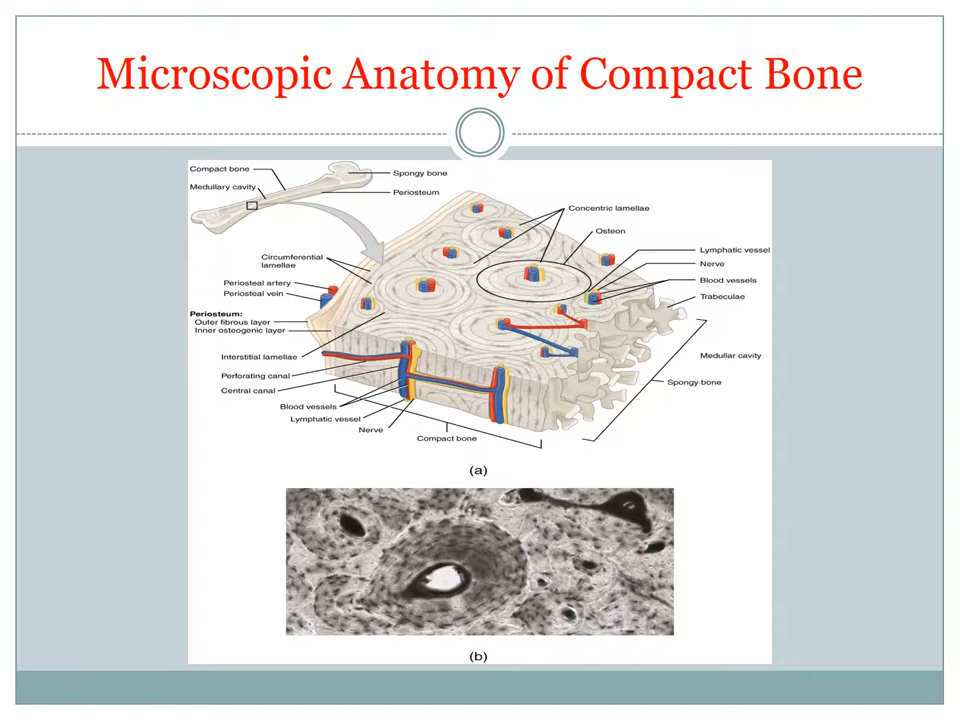 Microscopic Anatomy of Compact Bone
Compact bone
Spongy bone
Medullary cavity
Periosteum
Concentric lamellae
Osteon
Lymphatic vessel
Nerve
Blood vessels
Trabeculae
Circumferential
lamellae
Periosteal artery
Periosteal vein
Periosteum:
Outer fibrous layer
Inner osteogenic layer
Interstitial lamellae
Perforating canal
Central canal
Blood vessels
Lymphatic vessel
Nerve
Compact bone
Medullar cavity
Spongy bone
(a)
(b)